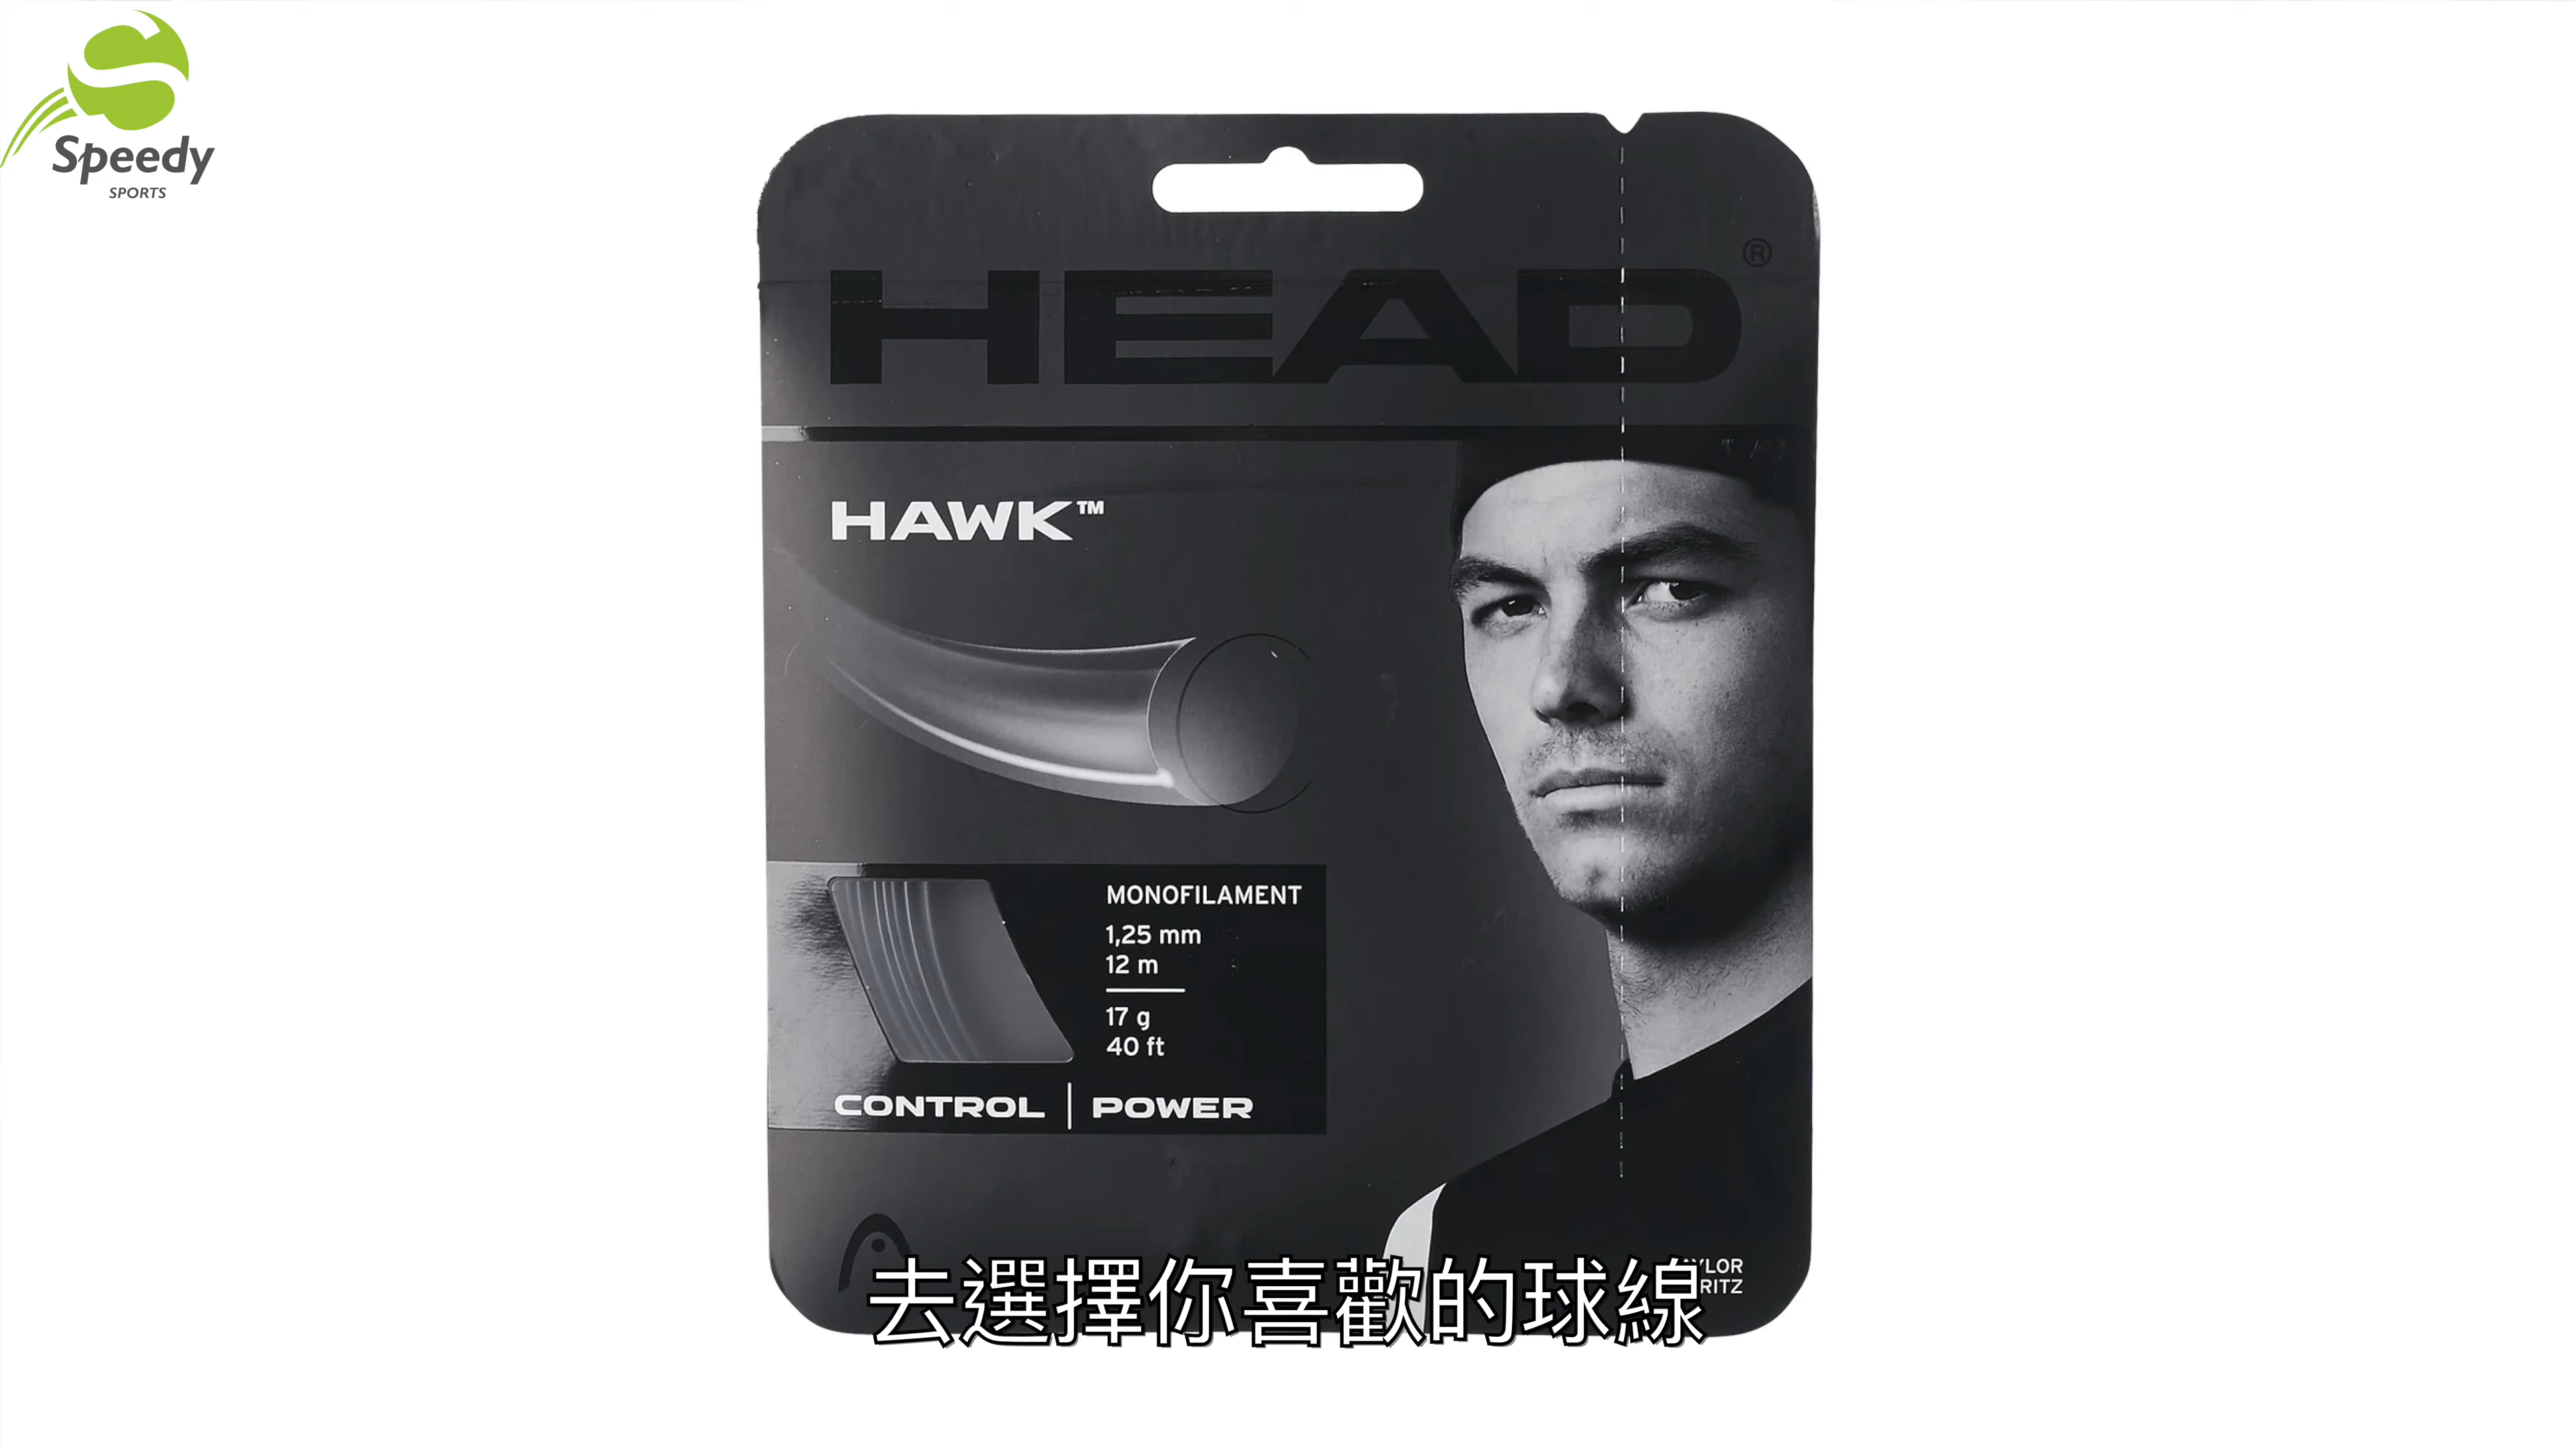 Speedy
SPORTS
HEAD®
HAWK™
MONOFILAMENT
1,25 mm
12 m
17 g
40 ft
CONTROL | POWER
去選擇你喜歡的球線